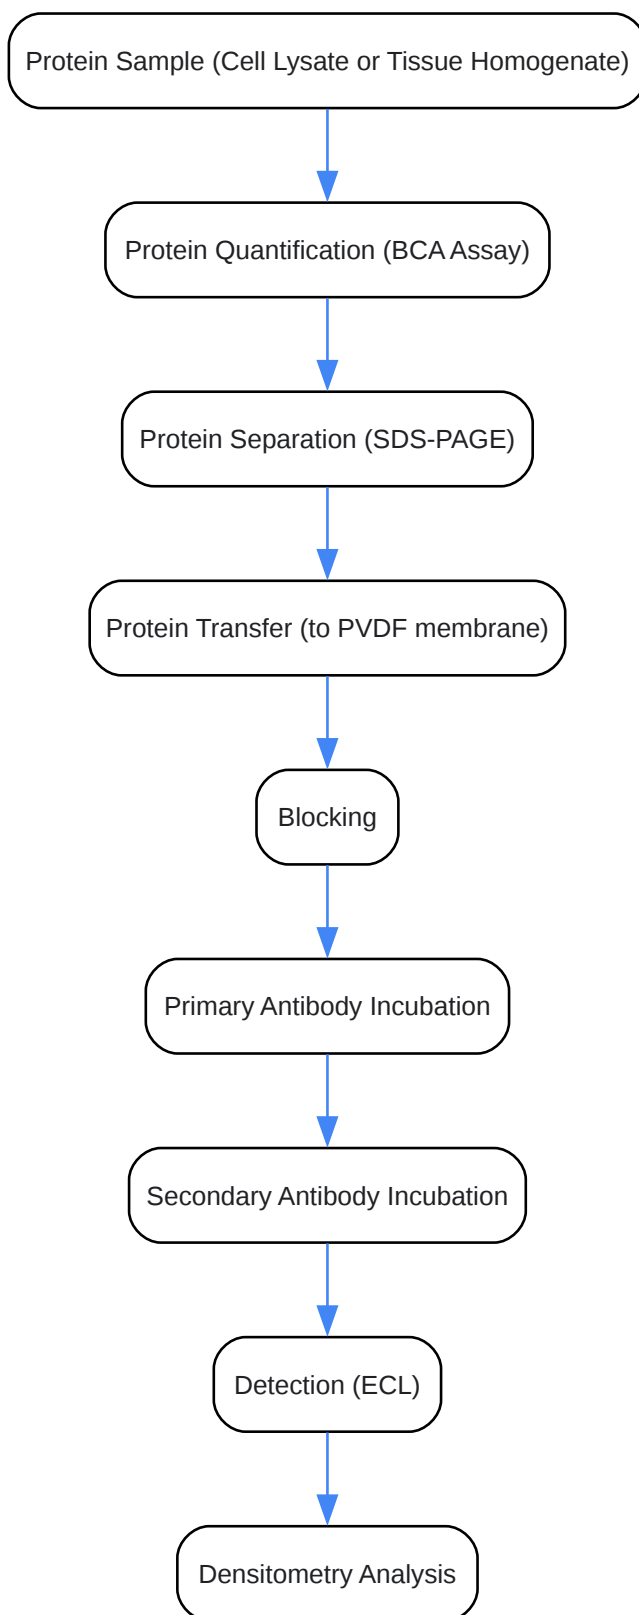 Protein Sample (Cell Lysate or Tissue Homogenate)
Protein Quantification (BCA Assay)
Protein Separation (SDS-PAGE)
Protein Transfer (to PVDF membrane)
Blocking
Primary Antibody Incubation
Secondary Antibody Incubation
Detection (ECL)
Densitometry Analysis